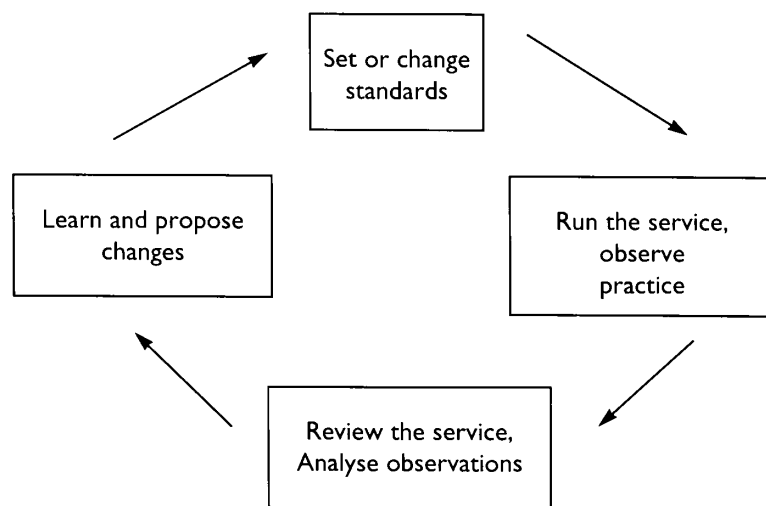 Set or change
standards
Learn and propose
changes
Run the service,
observe
practice
Review the service,
Analyse observations